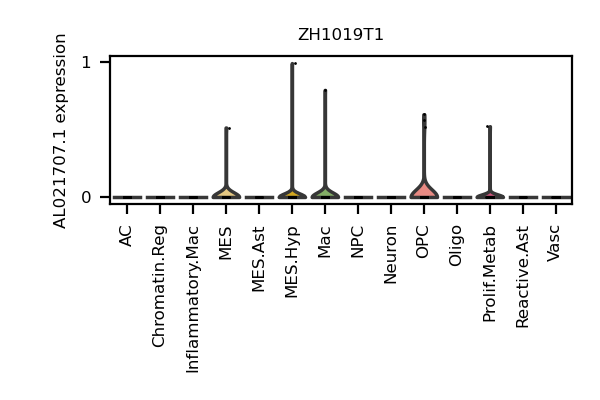 ZH1019T1
AL021707.1 expression
1
0
AC
Chromatin.Reg
Inflammatory.Mac
MES
MES.Ast
MES.Hyp
Mac
NPC
Neuron
OPC
Oligo
Prolif.Metab
Reactive.Ast
Vasc